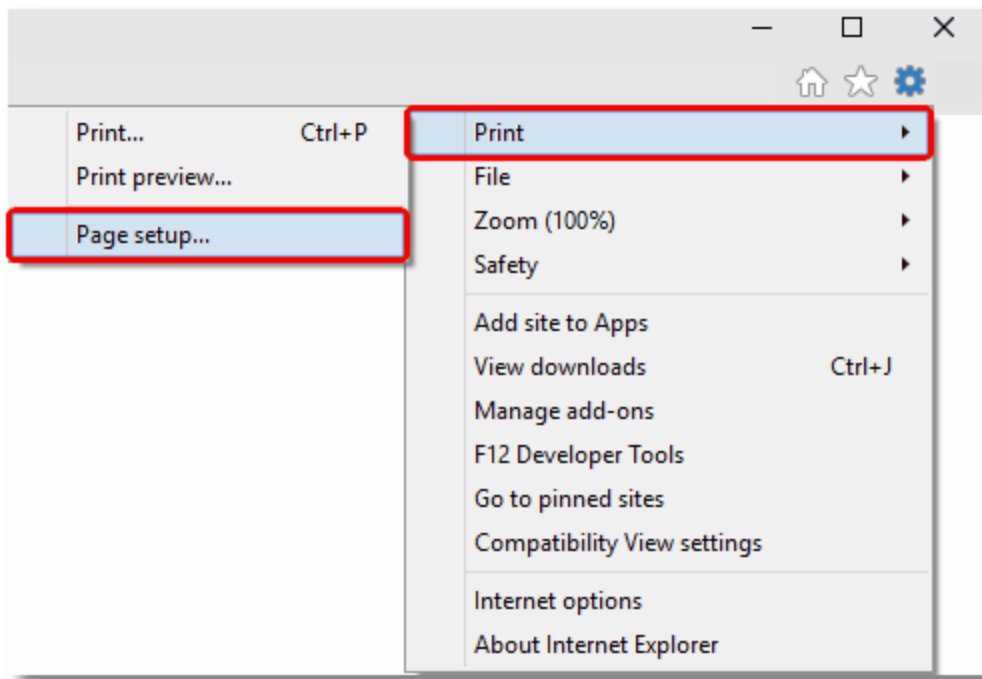 Print... Ctrl+P
Print preview...
Page setup...
Print
File
Zoom (100%)
Safety
Add site to Apps
View downloads Ctrl+J
Manage add-ons
F12 Developer Tools
Go to pinned sites
Compatibility View settings
Internet options
About Internet Explorer